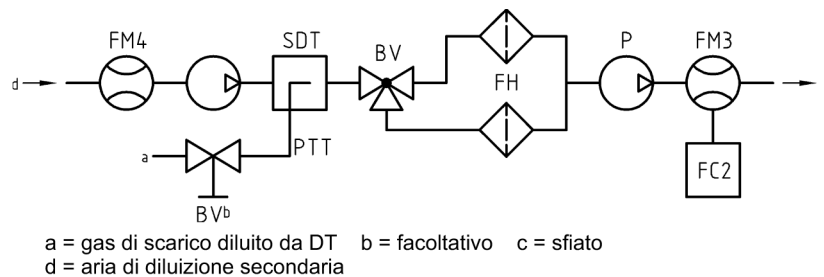 FM4
SDT
BV
P
FM3
d
FH
a
PTT
FC2
BVb
a = gas di scarico diluito da DT b = facoltativo c = sfiato
d = aria di diluizione secondaria